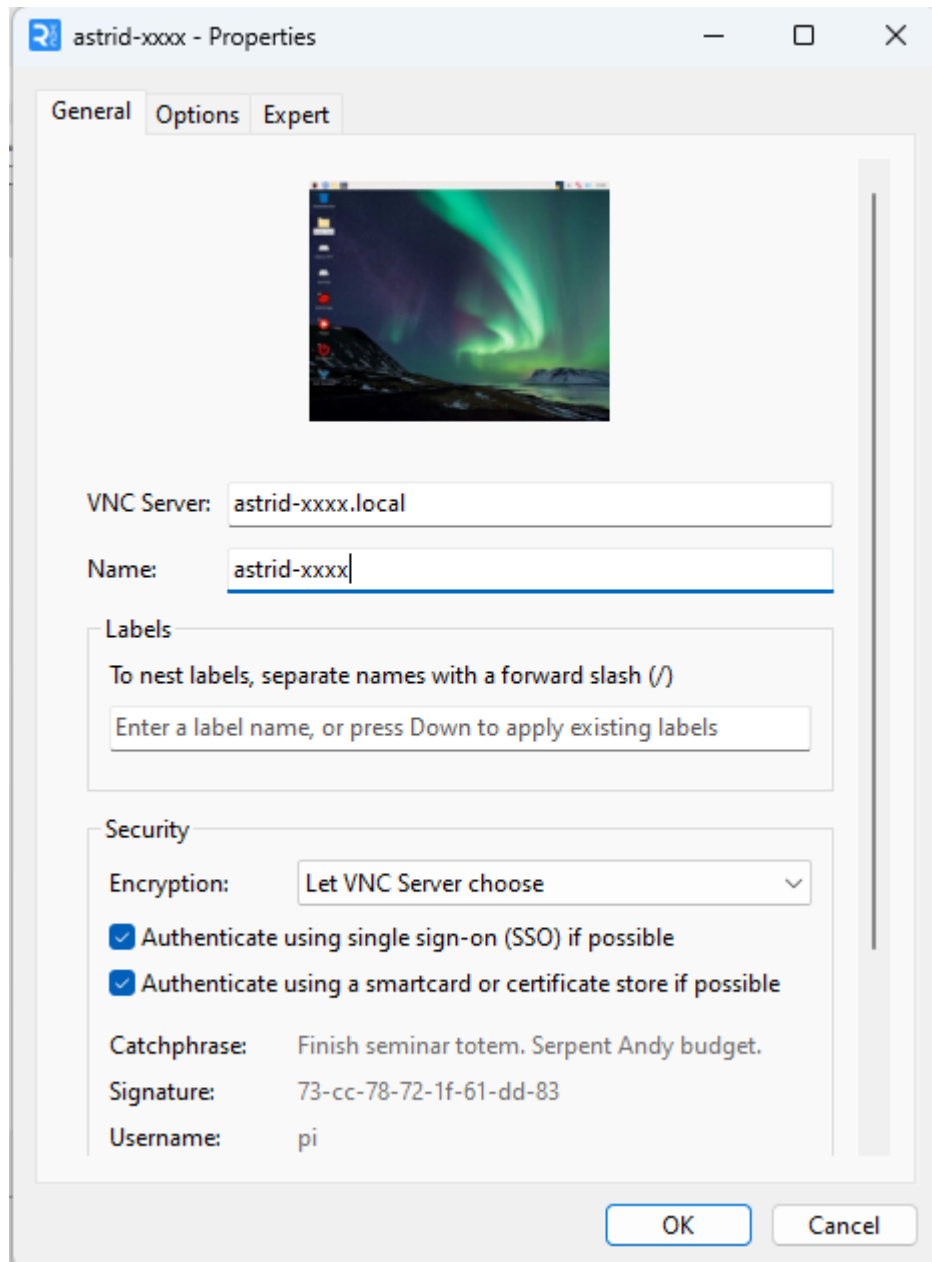 astrid-xxxx - Properties
General Options Expert
VNC Server: astrid-xxxx.local
Name: astrid-xxxx
Labels
To nest labels, separate names with a forward slash (/)
Enter a label name, or press Down to apply existing labels
Security
Encryption: Let VNC Server choose
Authenticate using single sign-on (SSO) if possible
Authenticate using a smartcard or certificate store if possible
Catchphrase: Finish seminar totem. Serpent Andy budget.
Signature: 73-cc-78-72-1f-61-dd-83
Username: pi
OK Cancel